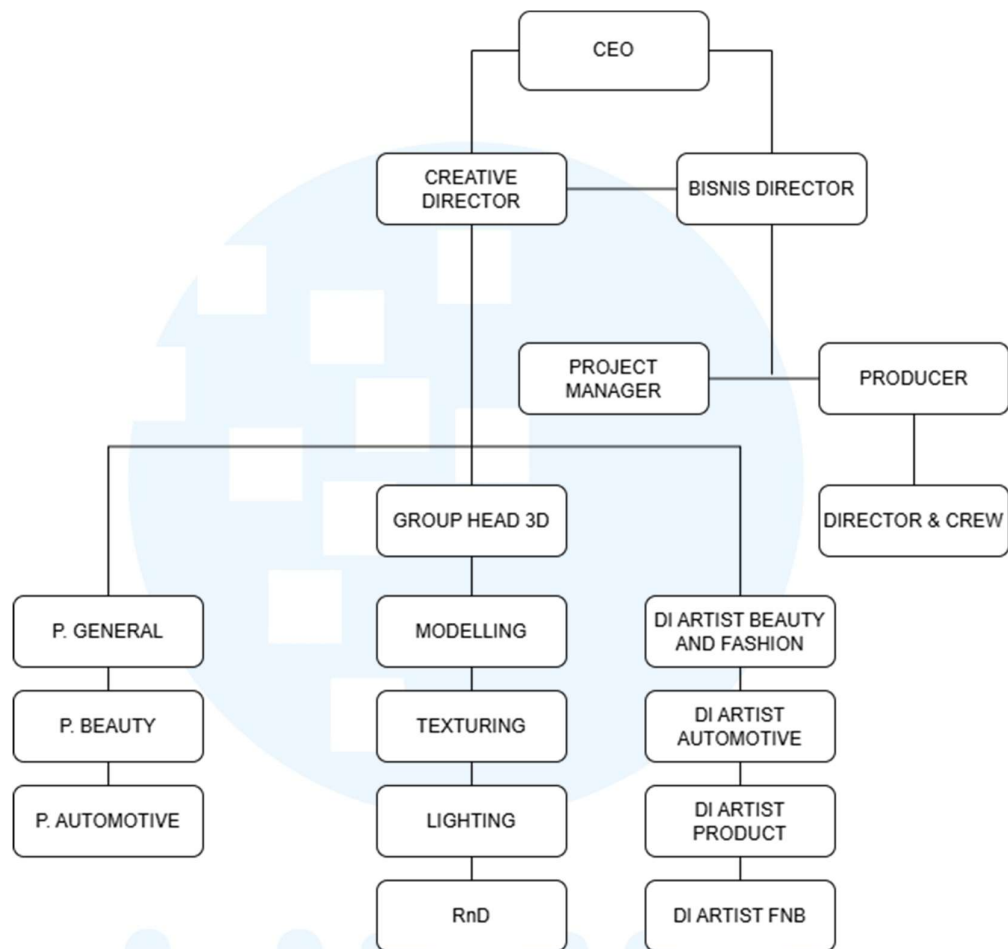 CEO
CREATIVE
DIRECTOR
BISNIS DIRECTOR
PROJECT
MANAGER
PRODUCER
GROUP HEAD 3D
DIRECTOR & CREW
P. GENERAL
MODELLING
DI ARTIST BEAUTY
AND FASHION
P. BEAUTY
TEXTURING
DI ARTIST
AUTOMOTIVE
P. AUTOMOTIVE
LIGHTING
DI ARTIST
PRODUCT
RnD
DI ARTIST FNB